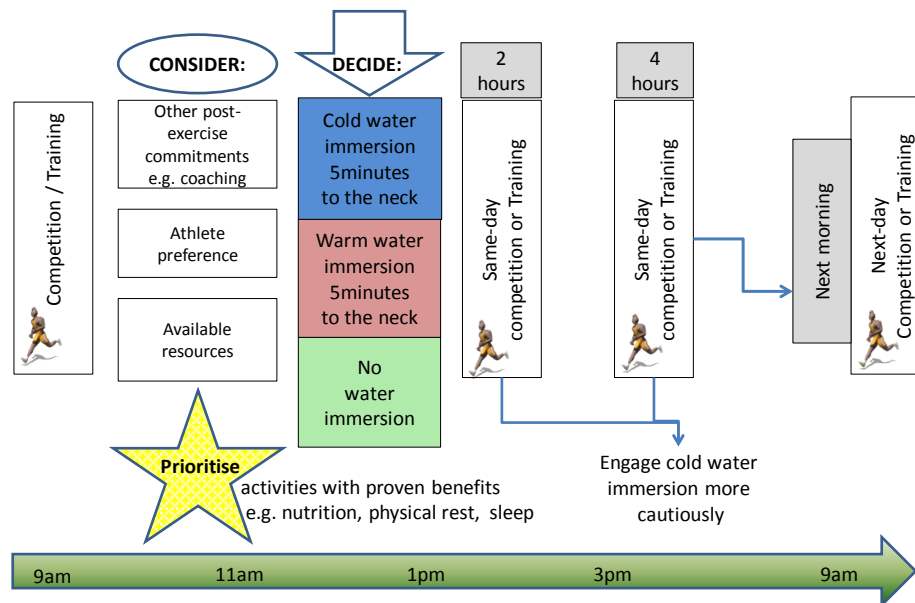 CONSIDER:
DECIDE:
2
hours
4
hours
Competition / Training
Other post-
exercise
commitments
e.g. coaching
Athlete
preference
Available
resources
Cold water
immersion
5minutes
to the neck
Warm water
immersion
5minutes
to the neck
No
water
immersion
Same-day
competition or Training
Same-day
competition or Training
Next morning
Next-day
Competition or Training
Prioritise
activities with proven benefits
e.g. nutrition, physical rest, sleep
Engage cold water
immersion more
cautiously
9am
11am
1pm
3pm
9am